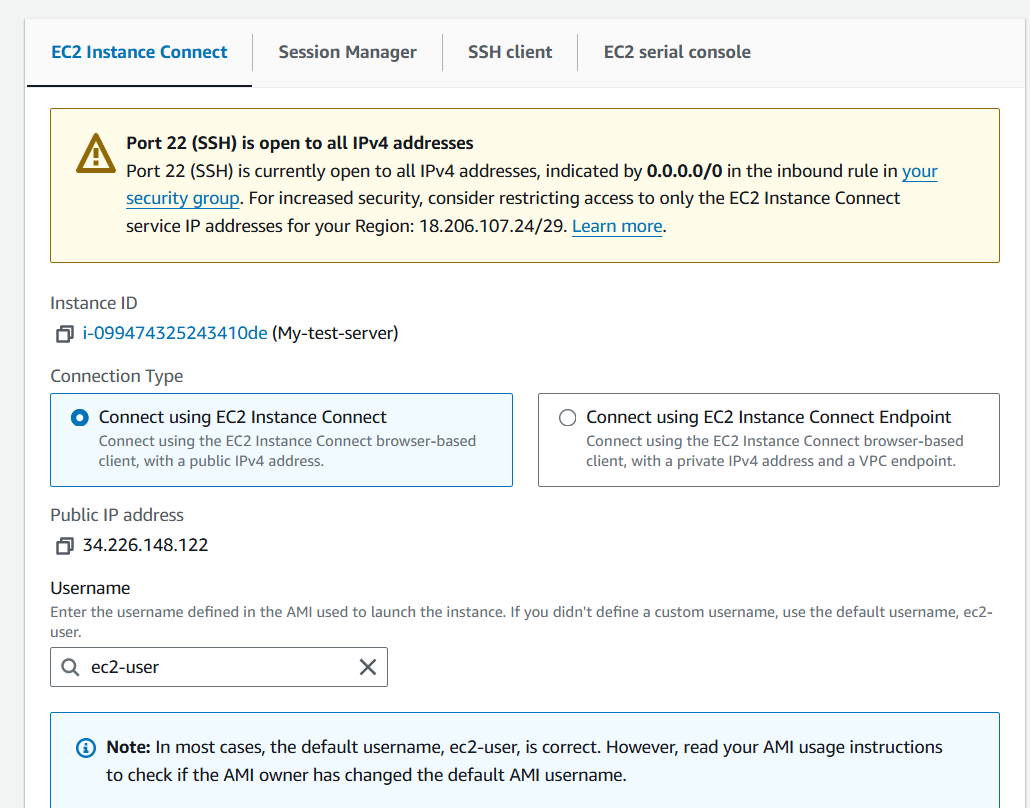 EC2 Instance Connect
Session Manager
SSH client
EC2 serial console
Port 22 (SSH) is open to all IPv4 addresses
Port 22 (SSH) is currently open to all IPv4 addresses, indicated by 0.0.0.0/0 in the inbound rule in your
security group. For increased security, consider restricting access to only the EC2 Instance Connect
service IP addresses for your Region: 18.206.107.24/29. Learn more.
Instance ID
i-099474325243410de (My-test-server)
Connection Type
Connect using EC2 Instance Connect
Connect using the EC2 Instance Connect browser-based
client, with a public IPv4 address.
Connect using EC2 Instance Connect Endpoint
Connect using the EC2 Instance Connect browser-based
client, with a private IPv4 address and a VPC endpoint.
Public IP address
34.226.148.122
Username
Enter the username defined in the AMI used to launch the instance. If you didn't define a custom username, use the default username, ec2-
user.
ec2-user
Note: In most cases, the default username, ec2-user, is correct. However, read your AMI usage instructions
to check if the AMI owner has changed the default AMI username.